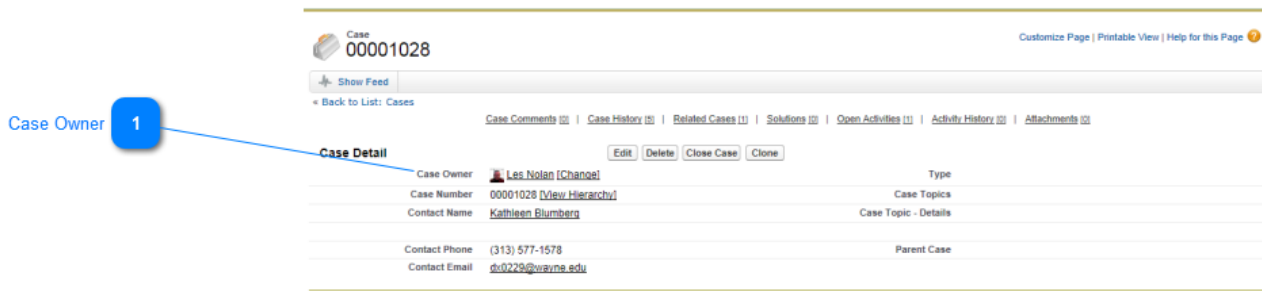 Case
00001028
Customize Page | Printable View | Help for this Page ?
Show Feed
« Back to List: Cases
Case Owner 1
Case Comments [0] | Case History [5] | Related Cases [1] | Solutions [0] | Open Activities [1] | Activity History [0] | Attachments [0]
Case Detail Edit Delete Close Case Clone
Case Owner Les Nolan [Change] Type
Case Number 00001028 [View Hierarchy] Case Topics
Contact Name Kathleen Blumberg Case Topic - Details
Contact Phone (313) 577-1578 Parent Case
Contact Email dx0229@wayne.edu